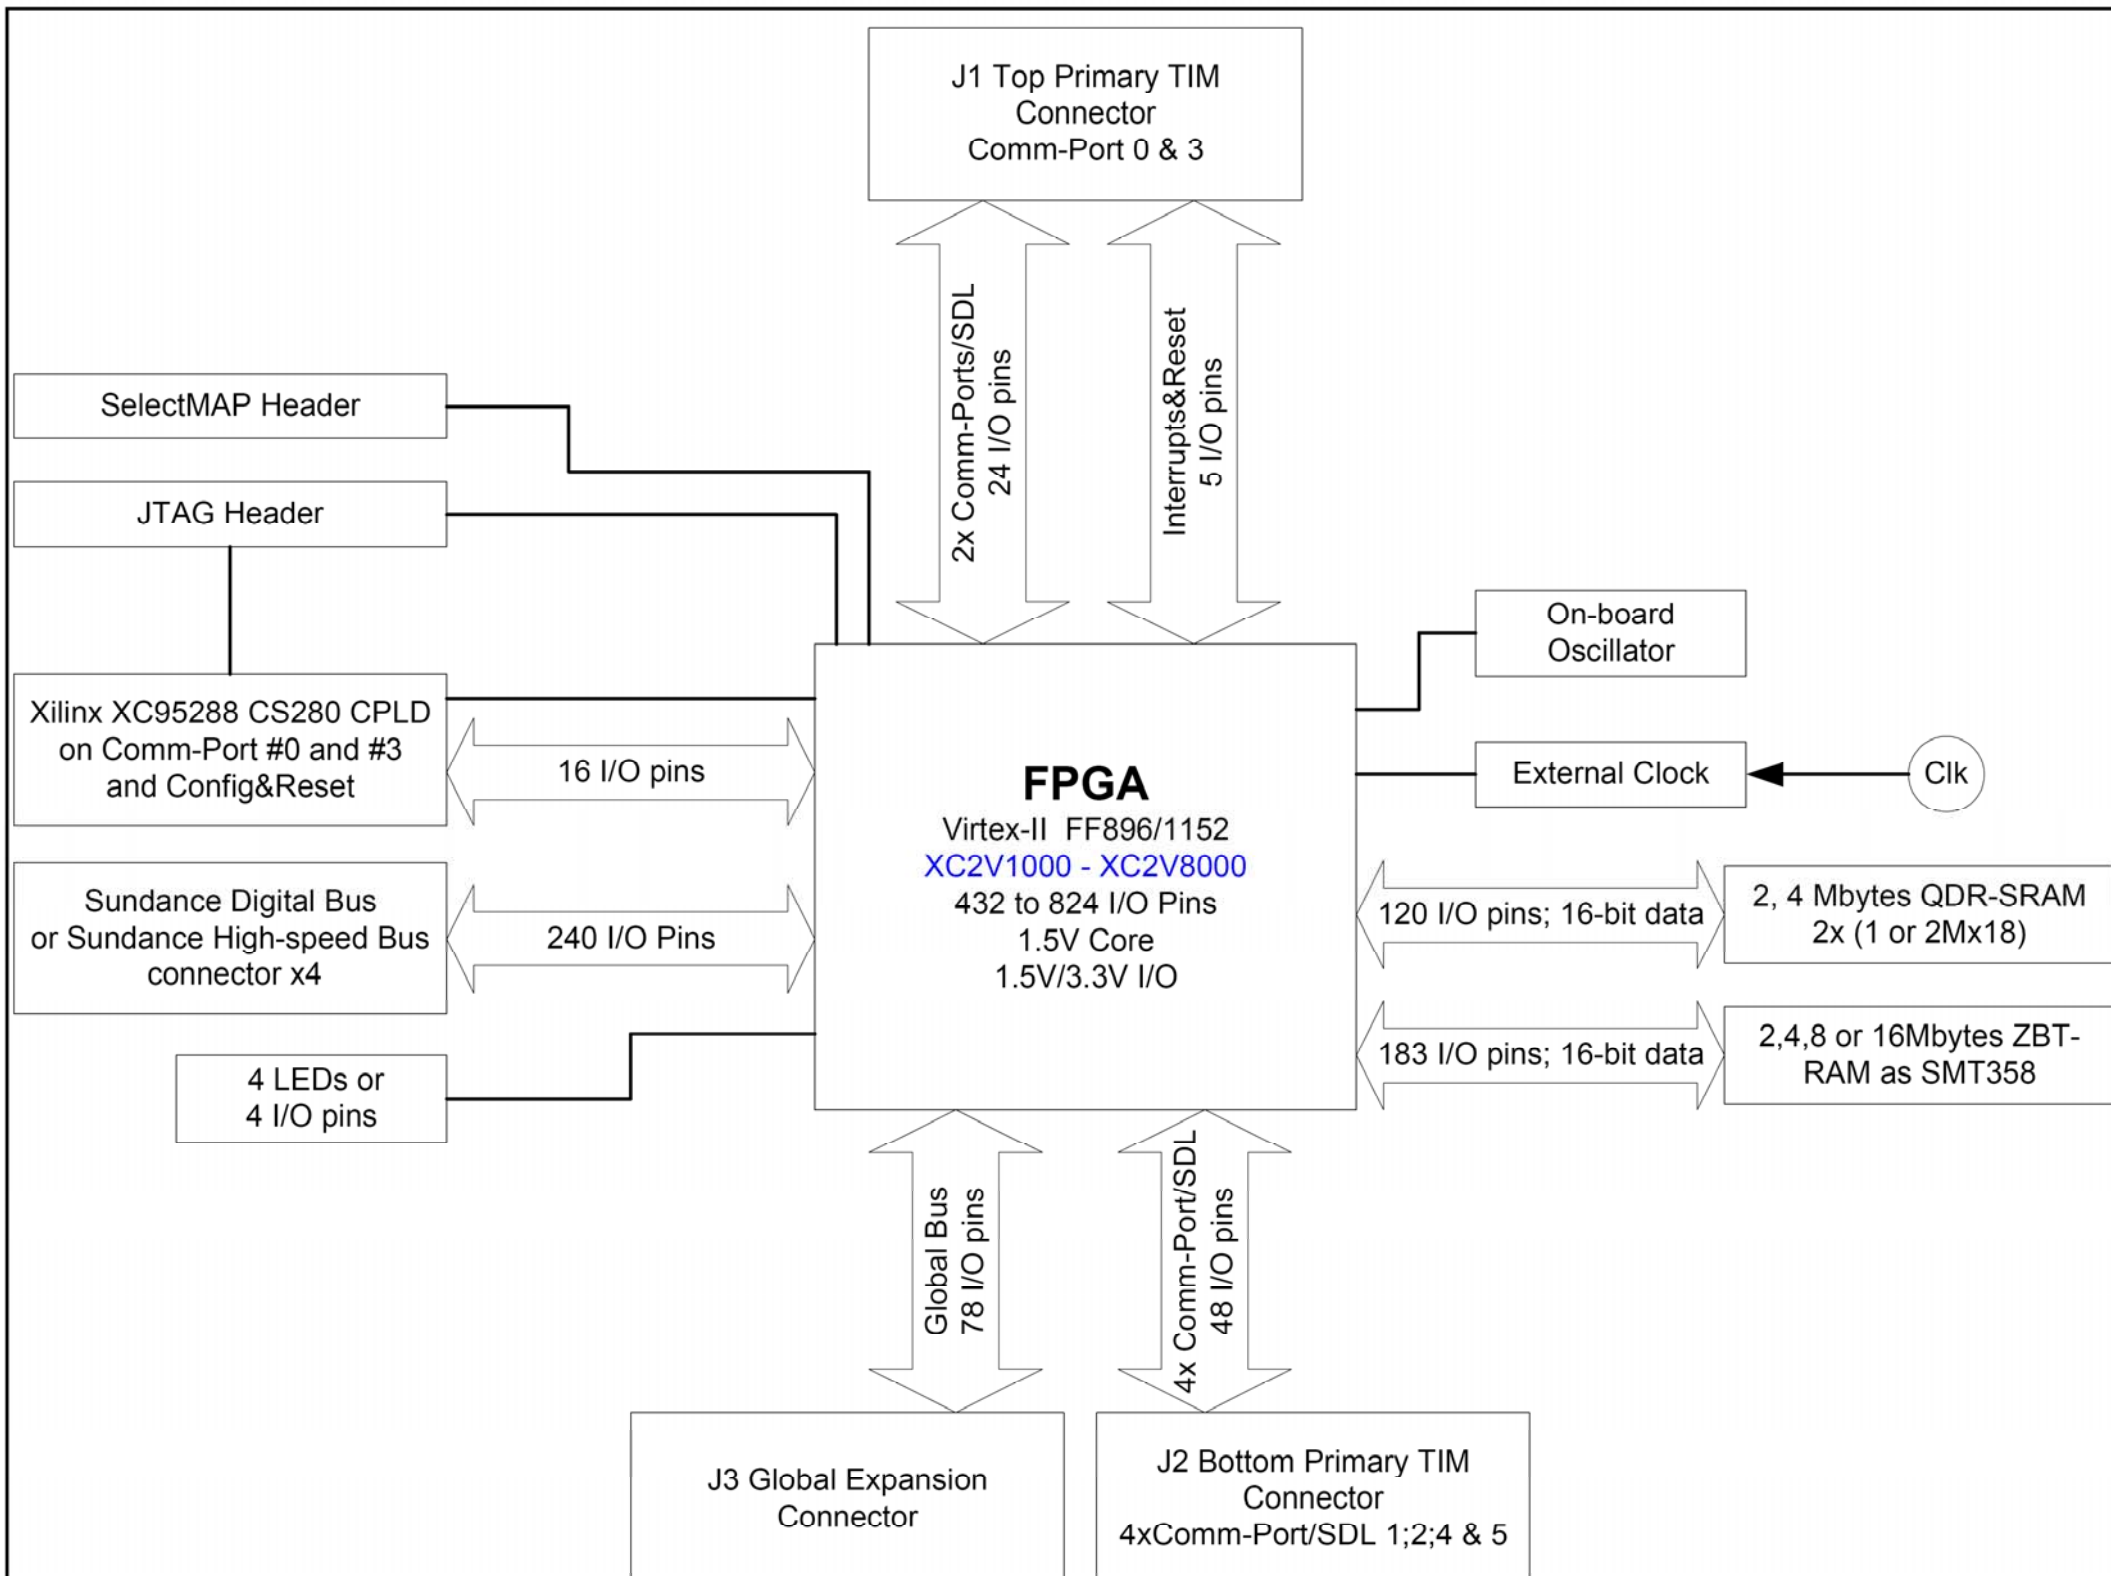 J1 Top Primary TIM
Connector
Comm-Port 0 & 3
2x Comm-Ports/SDL
24 I/O pins
Interrupts&Reset
5 I/O pins
SelectMAP Header
JTAG Header
On-board
Oscillator
Xilinx XC95288 CS280 CPLD
on Comm-Port #0 and #3
and Config&Reset
16 I/O pins
External Clock
Clk
FPGA
Virtex-II FF896/1152
XC2V1000 - XC2V8000
432 to 824 I/O Pins
1.5V Core
1.5V/3.3V I/O
Sundance Digital Bus
or Sundance High-speed Bus
connector x4
240 I/O Pins
120 I/O pins; 16-bit data
2, 4 Mbytes QDR-SRAM
2x (1 or 2Mx18)
183 I/O pins; 16-bit data
2,4,8 or 16Mbytes ZBT-
RAM as SMT358
4 LEDs or
4 I/O pins
Global Bus
78 I/O pins
4x Comm-Port/SDL
48 I/O pins
J3 Global Expansion
Connector
J2 Bottom Primary TIM
Connector
4xComm-Port/SDL 1;2;4 & 5